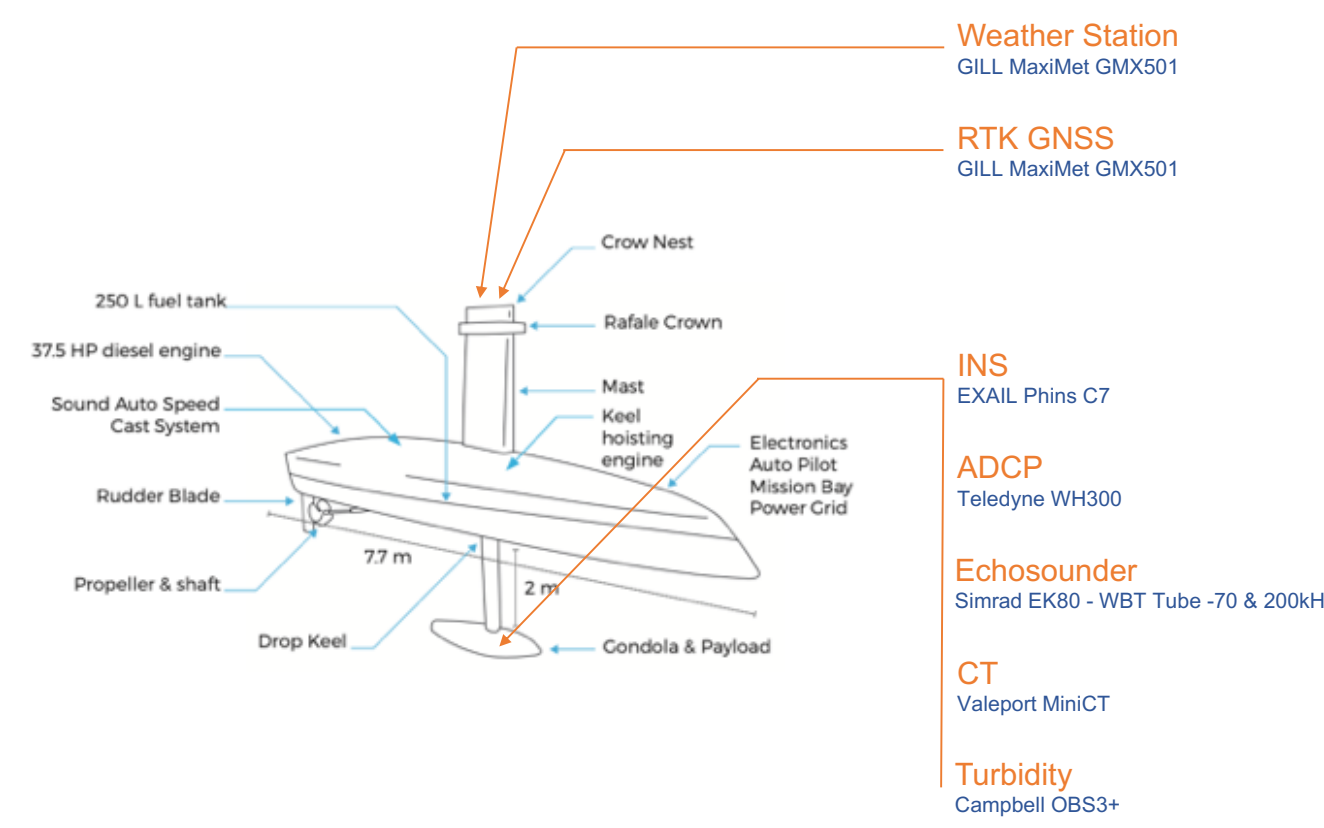 Weather Station
GILL MaxiMet GMX501
RTK GNSS
GILL MaxiMet GMX501
Crow Nest
250 L fuel tank
Rafale Crown
37.5 HP diesel engine
INS
EXAIL Phins C7
Mast
Sound Auto Speed
Cast System
Keel
hoisting
engine
Electronics
Auto Pilot
Mission Bay
Power Grid
ADCP
Teledyne WH300
Rudder Blade
7.7 m
Propeller & shaft
2 m
Echosounder
Simrad EK80 - WBT Tube -70 & 200kH
Drop Keel
Gondola & Payload
CT
Valeport MiniCT
Turbidity
Campbell OBS3+